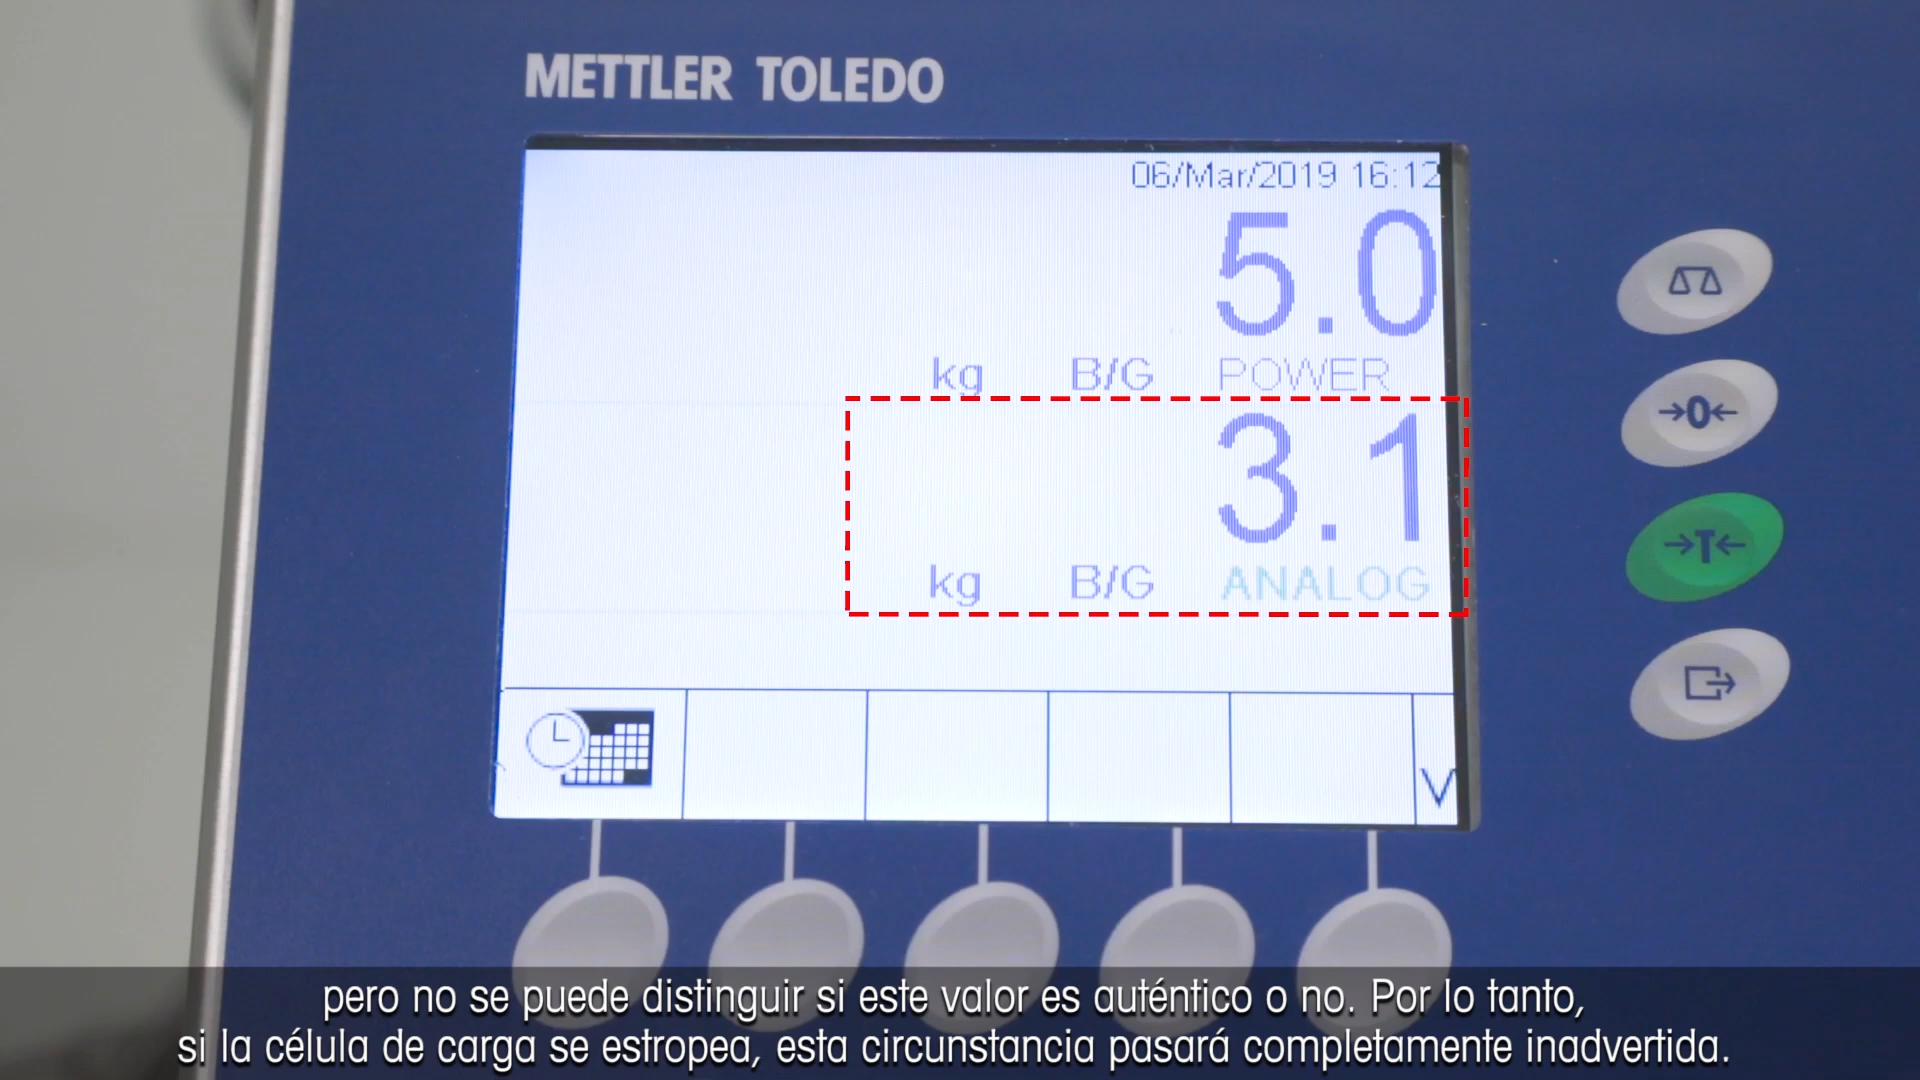 METTLER TOLEDO
06/Mar/2019 16:12
5.0
kg B/G POWER
3.1
kg B/G ANALOG
→0←
→T←
pero no se puede distinguir si este valor es auténtico o no. Por lo tanto,
si la célula de carga se estropea, esta circunstancia pasará completamente inadvertida.